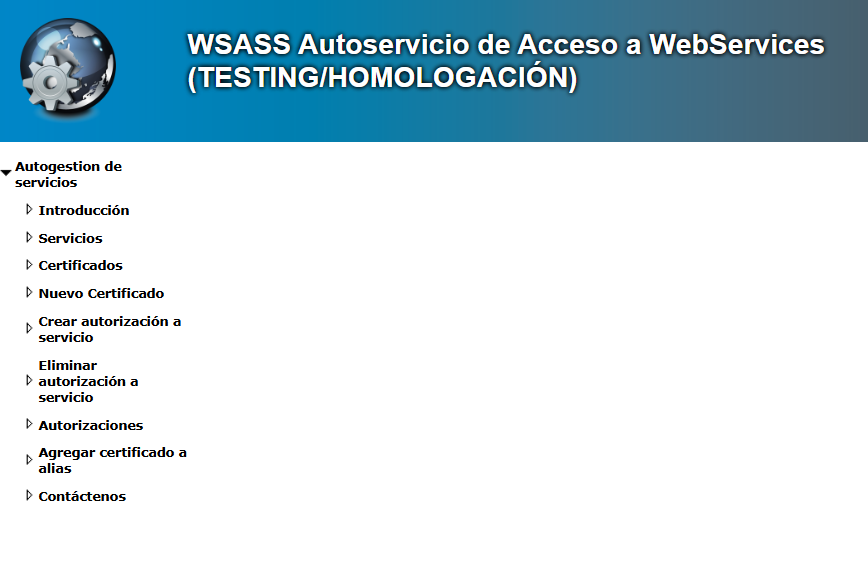 WSASS Autoservicio de Acceso a WebServices
(TESTING/HOMOLOGACIÓN)
Autogestion de
servicios
Introducción
Servicios
Certificados
Nuevo Certificado
Crear autorización a
servicio
Eliminar
autorización a
servicio
Autorizaciones
Agregar certificado a
alias
Contáctenos